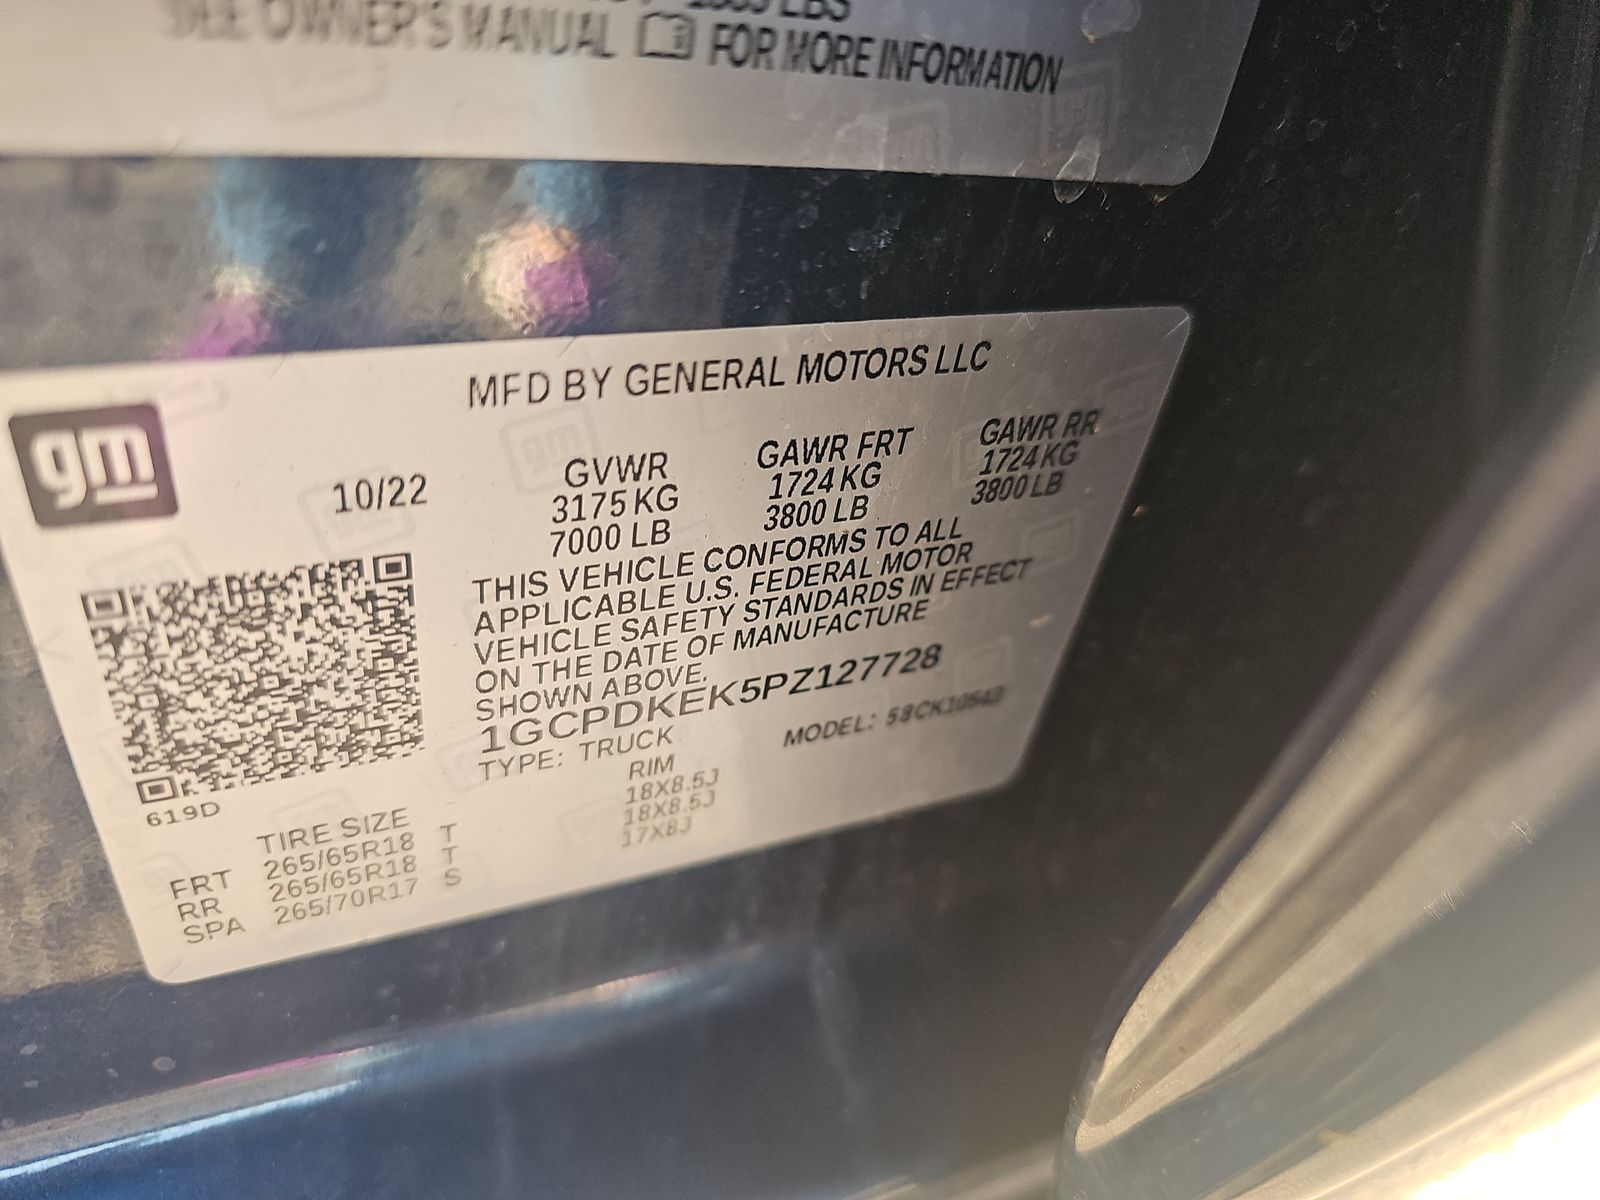 LBS
SEE OWNER'S MANUAL FOR MORE INFORMATION
MFD BY GENERAL MOTORS LLC
gm
10/22 GVWR GAWR FRT GAWR RR
3175 KG 1724 KG 1724 KG
7000 LB 3800 LB 3800 LB
THIS VEHICLE CONFORMS TO ALL
APPLICABLE U.S. FEDERAL MOTOR
VEHICLE SAFETY STANDARDS IN EFFECT
ON THE DATE OF MANUFACTURE
SHOWN ABOVE.
1GCPDKEK5PZ127728
TYPE: TRUCK MODEL: 58CK10543
619D
TIRE SIZE RIM
FRT 265/65R18 T 18X8.5J
RR 265/65R18 T 18X8.5J
SPA 265/70R17 S 17X8J